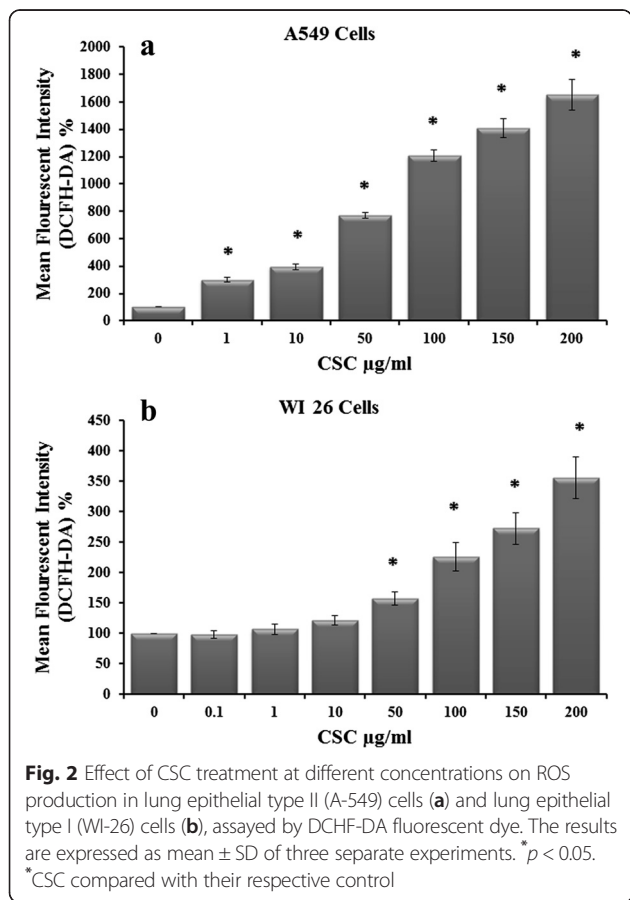 A549 Cells
a
Mean Flourescent Intensity
(DCFH-DA) %
2000
1800
1600
1400
1200
1000
800
600
400
200
0
*
*
*
*
*
*
0 1 10 50 100 150 200
CSC µg/ml
WI 26 Cells
b
Mean Flourescent Intensity
(DCFH-DA) %
450
400
350
300
250
200
150
100
50
0
*
*
*
*
0 0.1 1 10 50 100 150 200
CSC µg/ml
Fig. 2 Effect of CSC treatment at different concentrations on ROS
production in lung epithelial type II (A-549) cells (a) and lung epithelial
type I (WI-26) cells (b), assayed by DCHF-DA fluorescent dye. The results
are expressed as mean ± SD of three separate experiments. *p < 0.05.
*CSC compared with their respective control